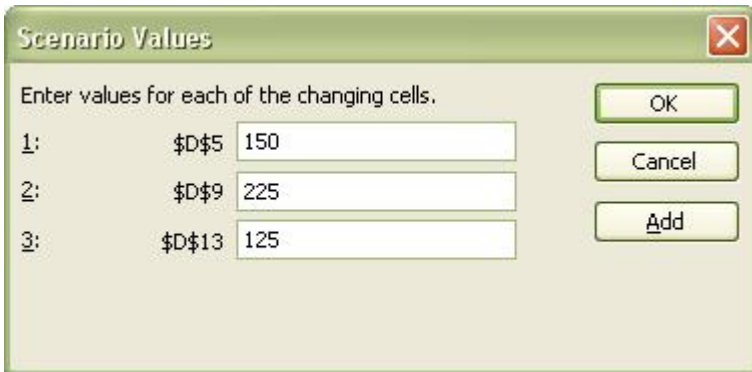 Scenario Values
Enter values for each of the changing cells.
OK
1: $D$5 150
Cancel
2: $D$9 225
Add
3: $D$13 125